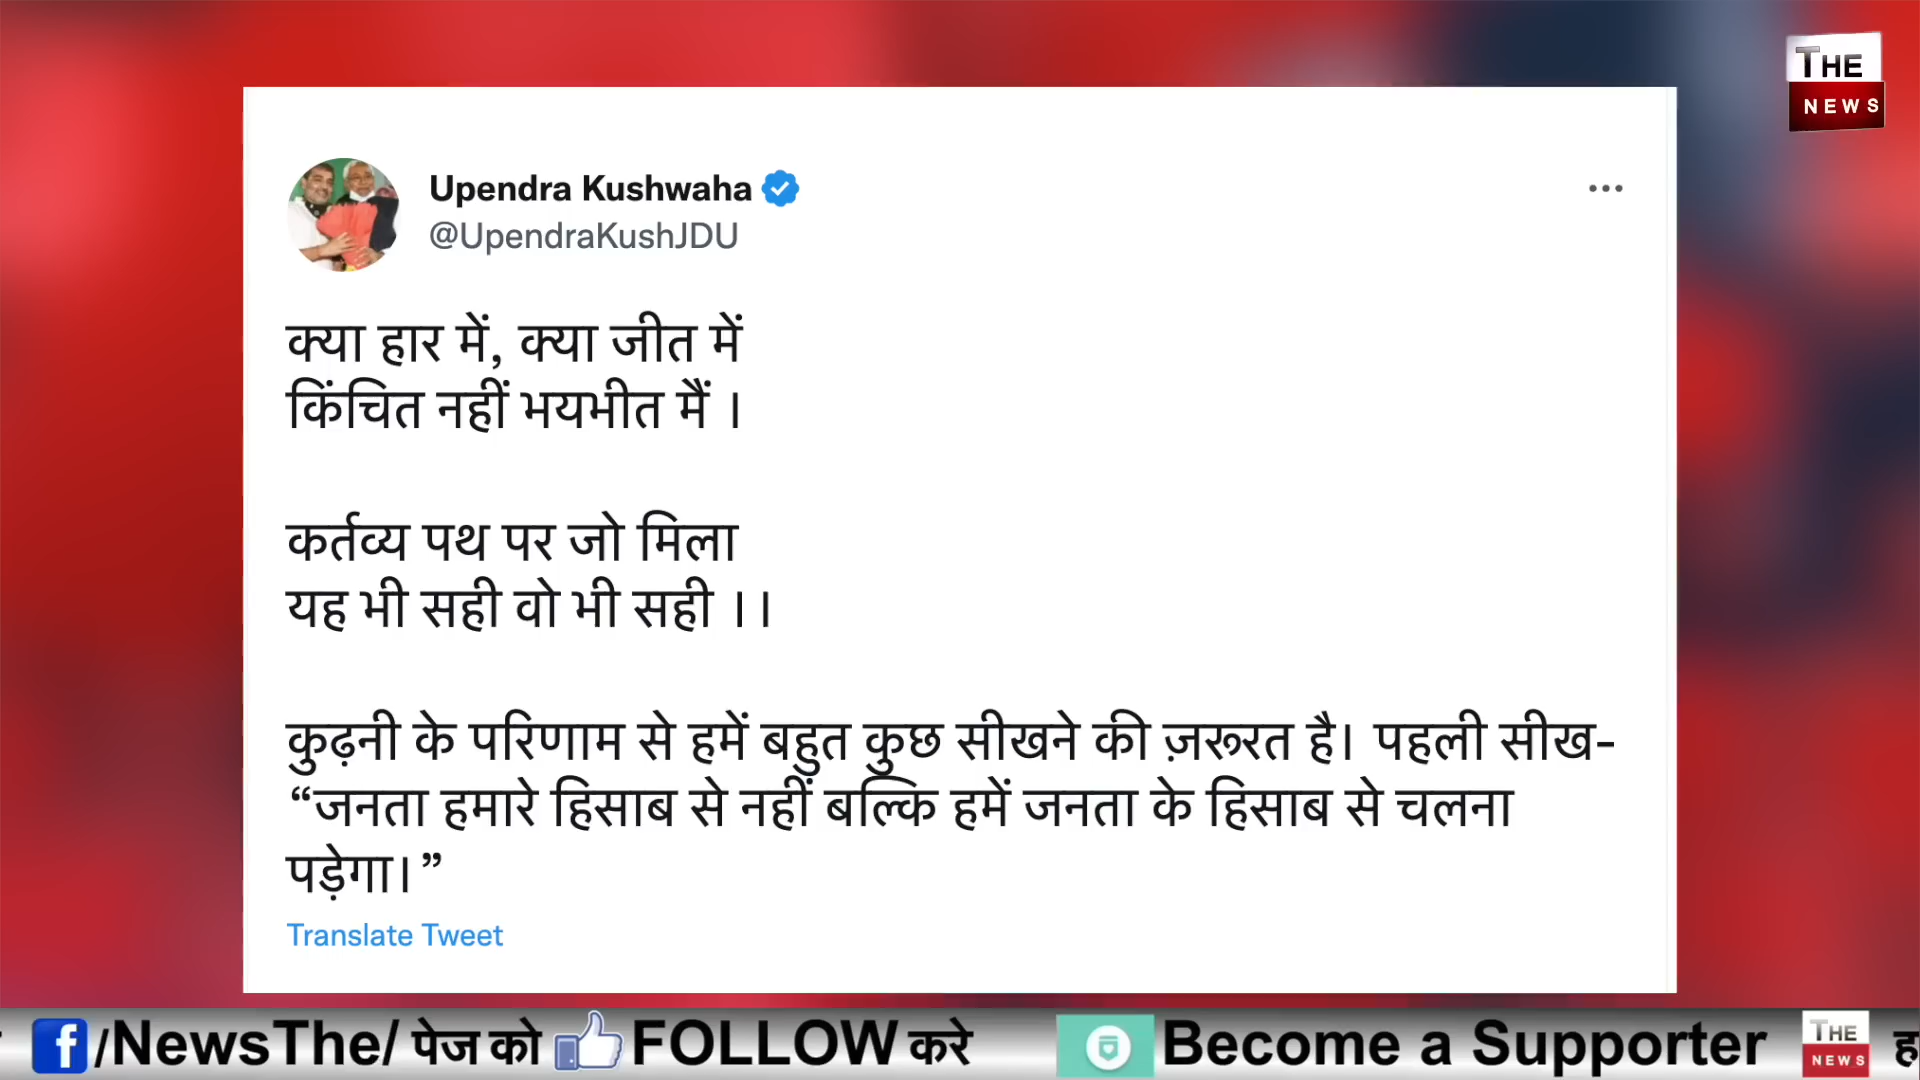 THE
NEWS
Upendra Kushwaha
@UpendraKushJDU
क्या हार में, क्या जीत में
किंचित नहीं भयभीत मैं ।
कर्तव्य पथ पर जो मिला
यह भी सही वो भी सही ।।
कुढ़नी के परिणाम से हमें बहुत कुछ सीखने की ज़रूरत है। पहली सीख-
“जनता हमारे हिसाब से नहीं बल्कि हमें जनता के हिसाब से चलना
पड़ेगा।”
Translate Tweet
/NewsThe/ पेज को FOLLOW करे Become a Supporter THE NEWS